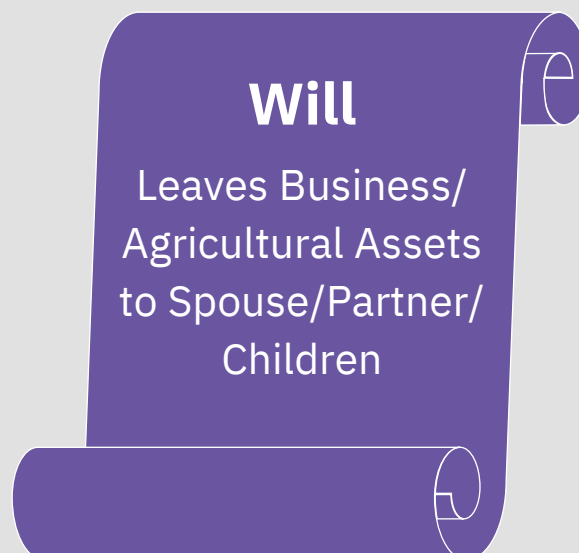 Will
Leaves Business/
Agricultural Assets
to Spouse/Partner/
Children